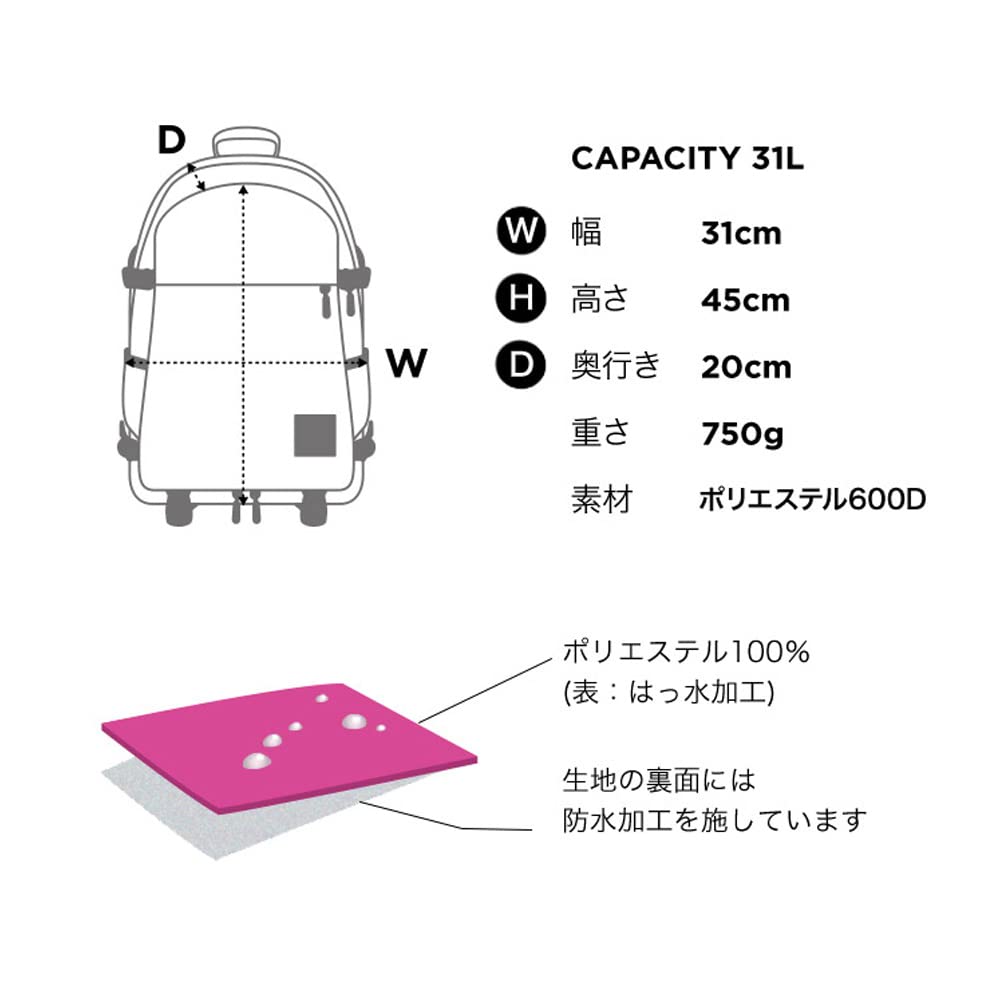 D
W
CAPACITY 31L
W 幅 31cm
H 高さ 45cm
D 奥行き 20cm
重さ 750g
素材 ポリエステル600D
ポリエステル100%
(表：はっ水加工)
生地の裏面には
防水加工を施しています